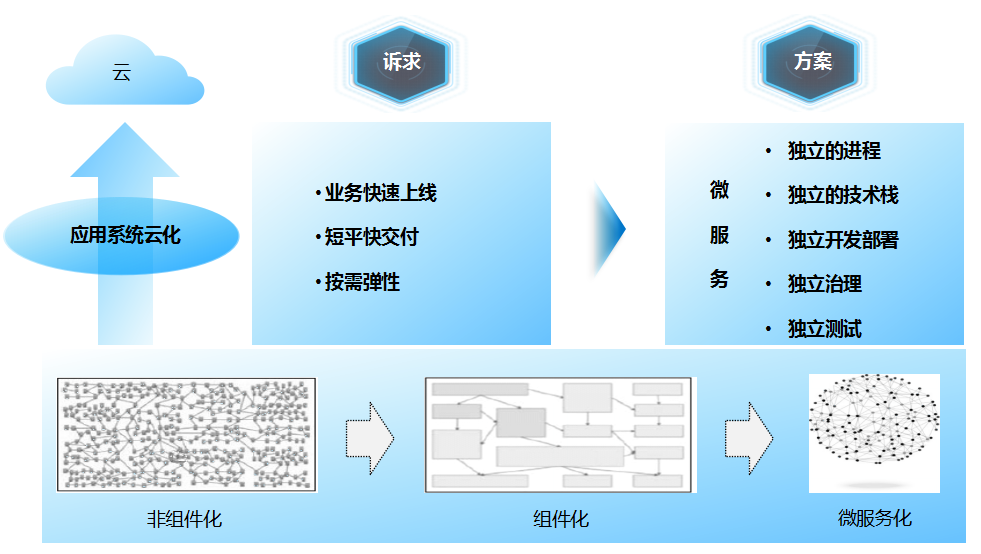 云
应用系统云化
诉求
• 业务快速上线
• 短平快交付
• 按需弹性
方案
微
服
务
• 独立的进程
• 独立的技术栈
• 独立开发部署
• 独立治理
• 独立测试
非组件化
组件化
微服务化